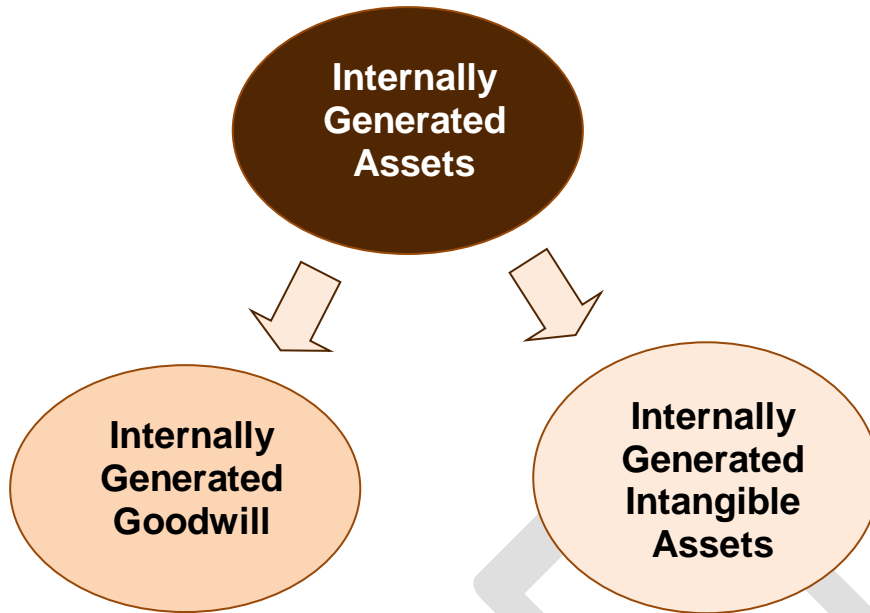 Internally
Generated
Assets
Internally
Generated
Goodwill
Internally
Generated
Intangible
Assets